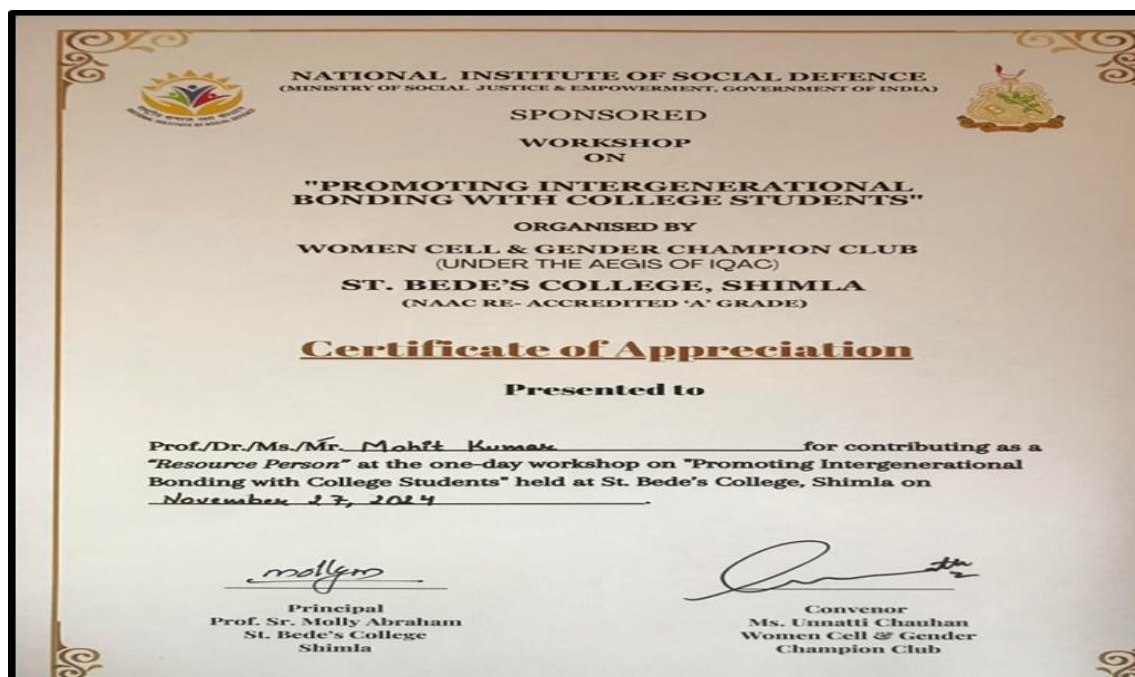 NATIONAL INSTITUTE OF SOCIAL DEFENCE
(MINISTRY OF SOCIAL JUSTICE & EMPOWERMENT, GOVERNMENT OF INDIA)
SPONSORED
WORKSHOP
ON
"PROMOTING INTERGENERATIONAL
BONDING WITH COLLEGE STUDENTS"
ORGANISED BY
WOMEN CELL & GENDER CHAMPION CLUB
(UNDER THE AEGIS OF IQAC)
ST. BEDE'S COLLEGE, SHIMLA
(NAAC RE- ACCREDITED 'A' GRADE)
Certificate of Appreciation
Presented to
Prof./Dr./Ms./Mr. Mohit Kumar for contributing as a
"Resource Person" at the one-day workshop on "Promoting Intergenerational
Bonding with College Students" held at St. Bede's College, Shimla on
November 27, 2024
mollym
Principal
Prof. Sr. Molly Abraham
St. Bede's College
Shimla
Convenor
Ms. Unnatti Chauhan
Women Cell & Gender
Champion Club